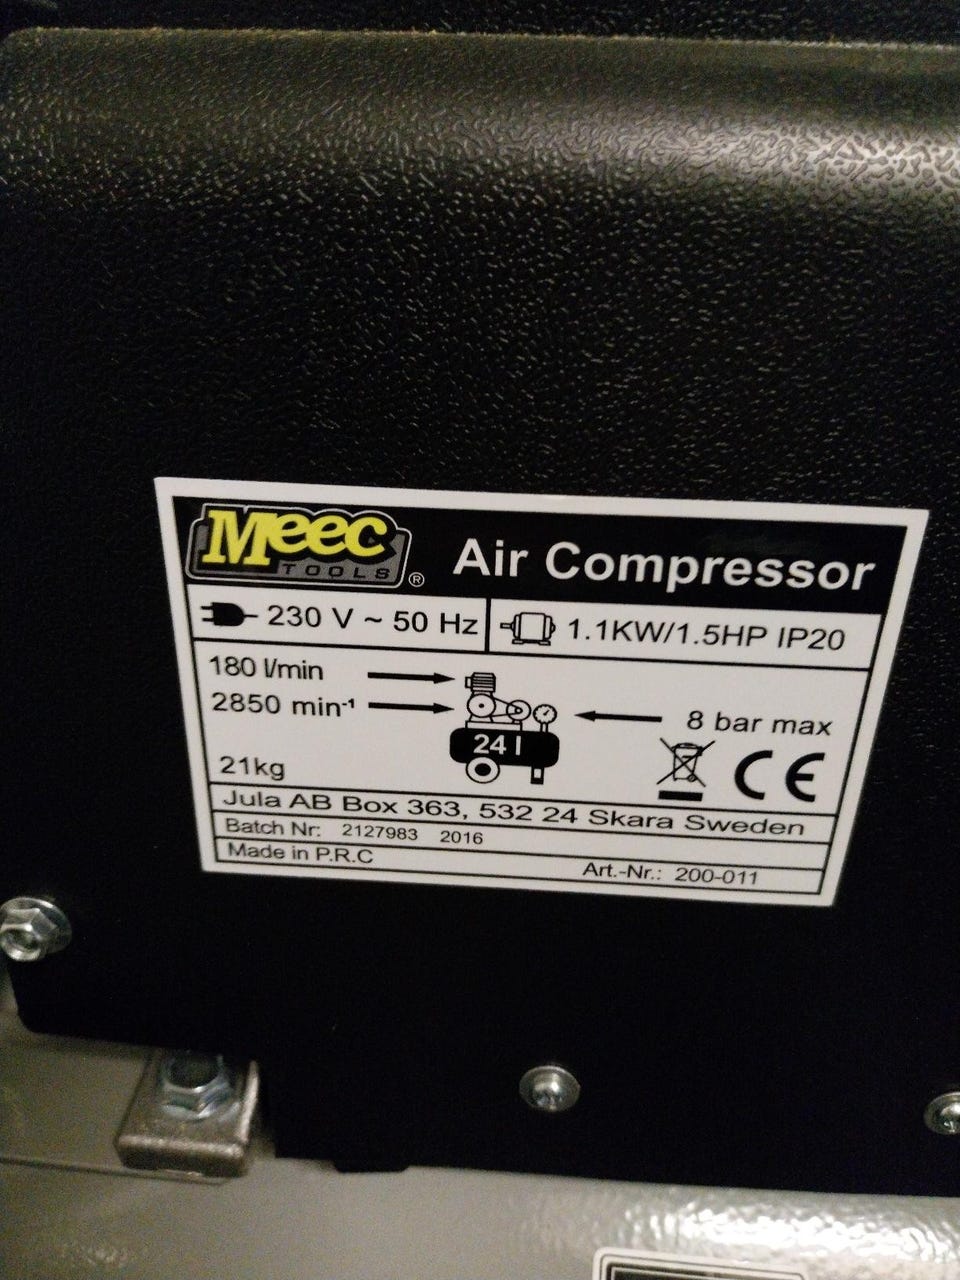 Meec
TOOLS ®
Air Compressor
230 V ~ 50 Hz
1.1KW/1.5HP IP20
180 l/min
2850 min⁻¹
8 bar max
24 l
21kg
CE
Jula AB Box 363, 532 24 Skara Sweden
Batch Nr: 2127983 2016
Made in P.R.C
Art.-Nr.: 200-011